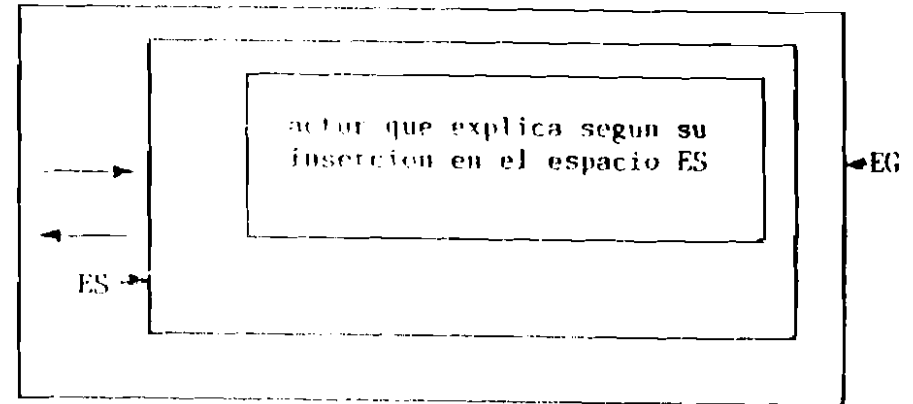 actor que explica segun su
insercion en el espacio ES
EG
ES